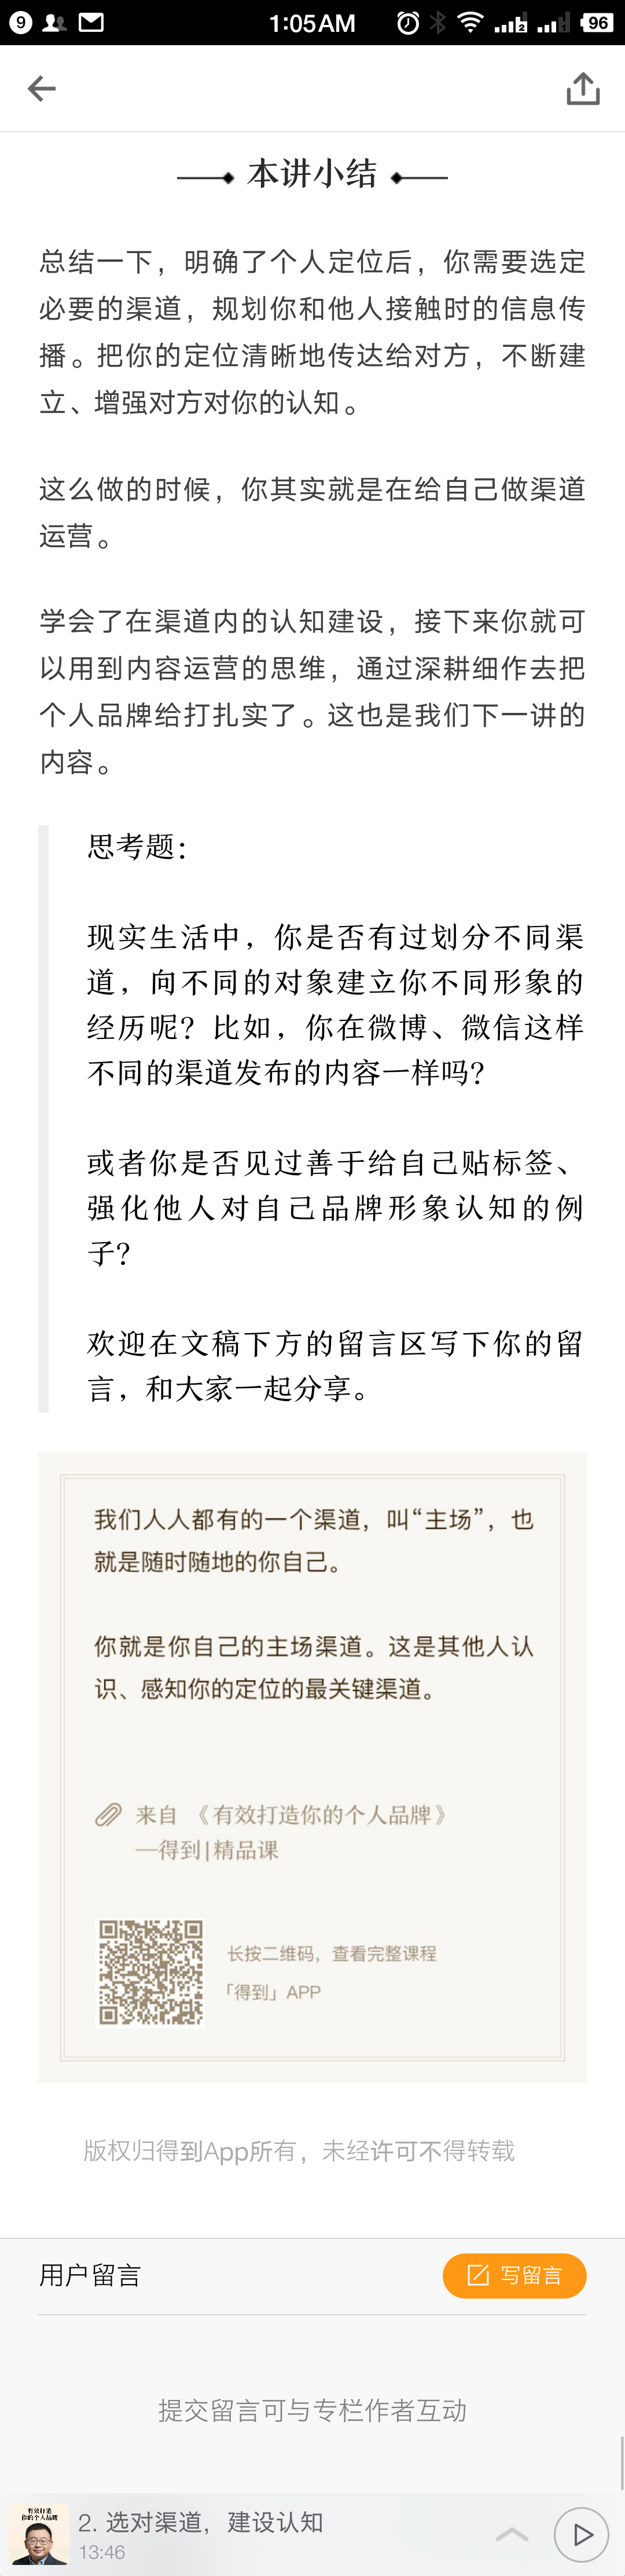 9
1:05AM
2
96
本讲小结
总结一下，明确了个人定位后，你需要选定
必要的渠道，规划你和他人接触时的信息传
播。把你的定位清晰地传达给对方，不断建
立、增强对方对你的认知。
这么做的时候，你其实就是在给自己做渠道
运营。
学会了在渠道内的认知建设，接下来你就可
以用到内容运营的思维，通过深耕细作去把
个人品牌给打扎实了。这也是我们下一讲的
内容。
思考题：
现实生活中，你是否有过划分不同渠
道，向不同的对象建立你不同形象的
经历呢？比如，你在微博、微信这样
不同的渠道发布的内容一样吗？
或者你是否见过善于给自己贴标签、
强化他人对自己品牌形象认知的例
子？
欢迎在文稿下方的留言区写下你的留
言，和大家一起分享。
我们人人都有的一个渠道，叫“主场”，也
就是随时随地的你自己。
你就是你自己的主场渠道。这是其他人认
识、感知你的定位的最关键渠道。
来自 《有效打造你的个人品牌》
—得到|精品课
长按二维码，查看完整课程
「得到」APP
版权归得到App所有，未经许可不得转载
用户留言
写留言
提交留言可与专栏作者互动
有效打造
你的个人品牌
2. 选对渠道，建设认知
13:46